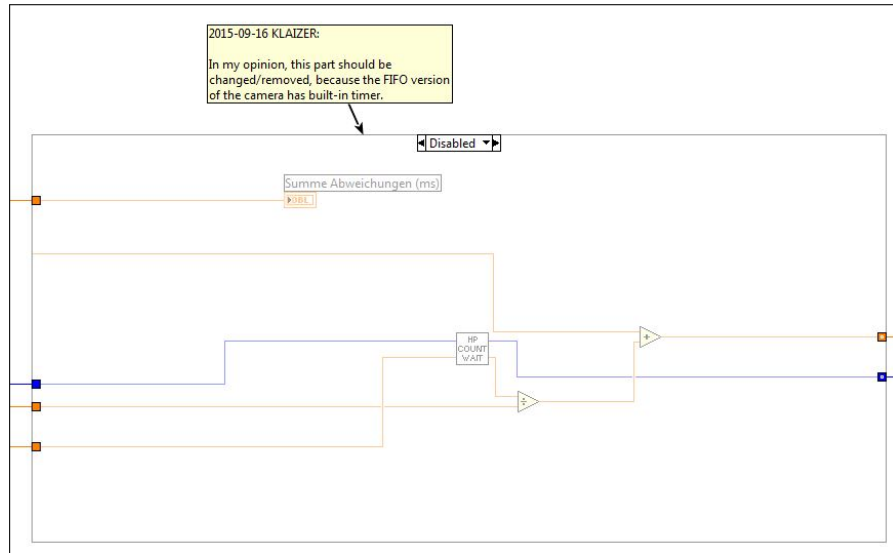 2015-09-16 KLAIZER:
In my opinion, this part should be
changed/removed, because the FIFO version
of the camera has built-in timer.
Disabled
Summe Abweichungen (ms)
DBL
HP
COUNT
WAIT
+
÷